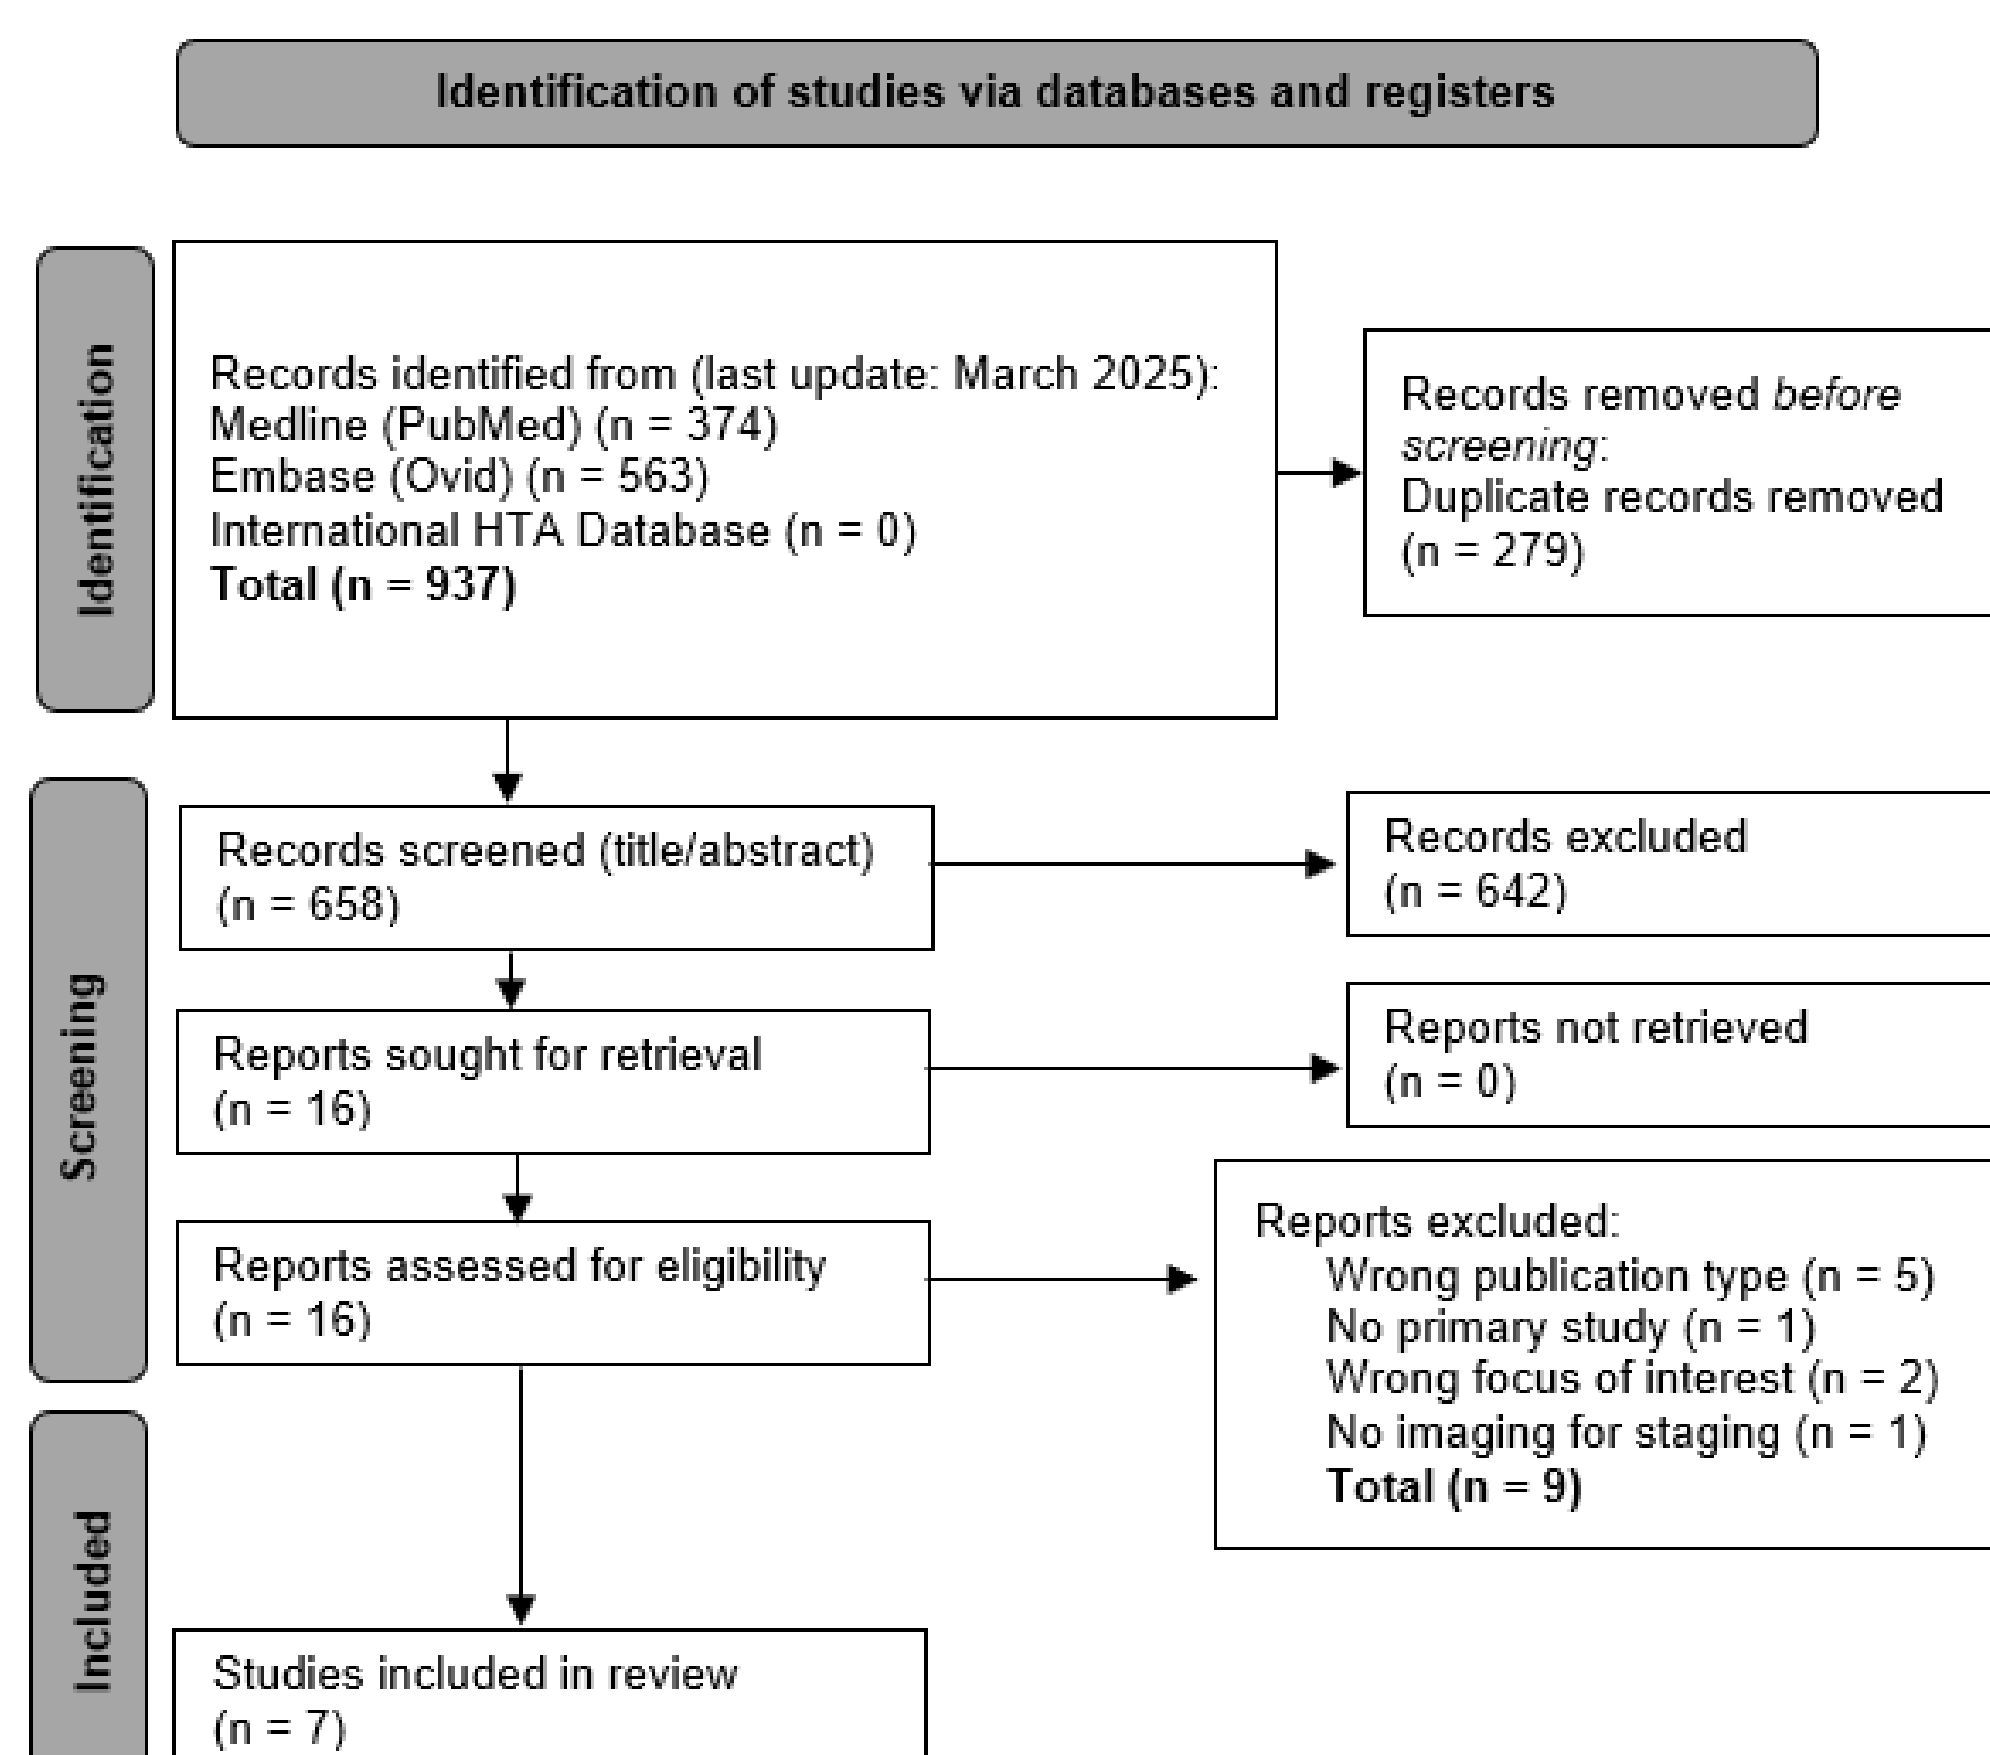 Identification of studies via databases and registers
Identification
Records identified from (last update: March 2025):
Medline (PubMed) (n = 374)
Embase (Ovid) (n = 563)
International HTA Database (n = 0)
Total (n = 937)
Records removed before
screening:
Duplicate records removed
(n = 279)
Screening
Records screened (title/abstract)
(n = 658)
Records excluded
(n = 642)
Reports sought for retrieval
(n = 16)
Reports not retrieved
(n = 0)
Reports assessed for eligibility
(n = 16)
Reports excluded:
Wrong publication type (n = 5)
No primary study (n = 1)
Wrong focus of interest (n = 2)
No imaging for staging (n = 1)
Total (n = 9)
Included
Studies included in review
(n = 7)